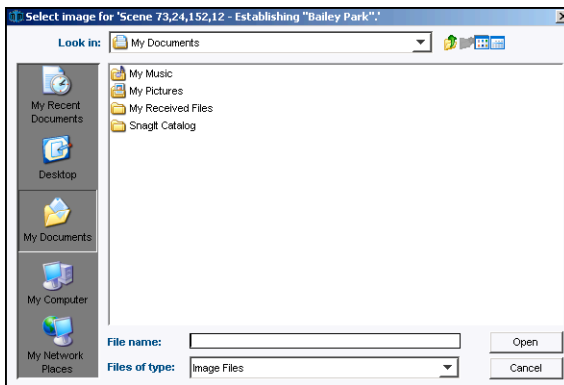 Select image for 'Scene 73,24,152,12 - Establishing "Bailey Park".'
Look in: My Documents
My Recent
Documents
Desktop
My Documents
My Computer
My Network
Places
My Music
My Pictures
My Received Files
SnagIt Catalog
File name: Open
Files of type: Image Files Cancel